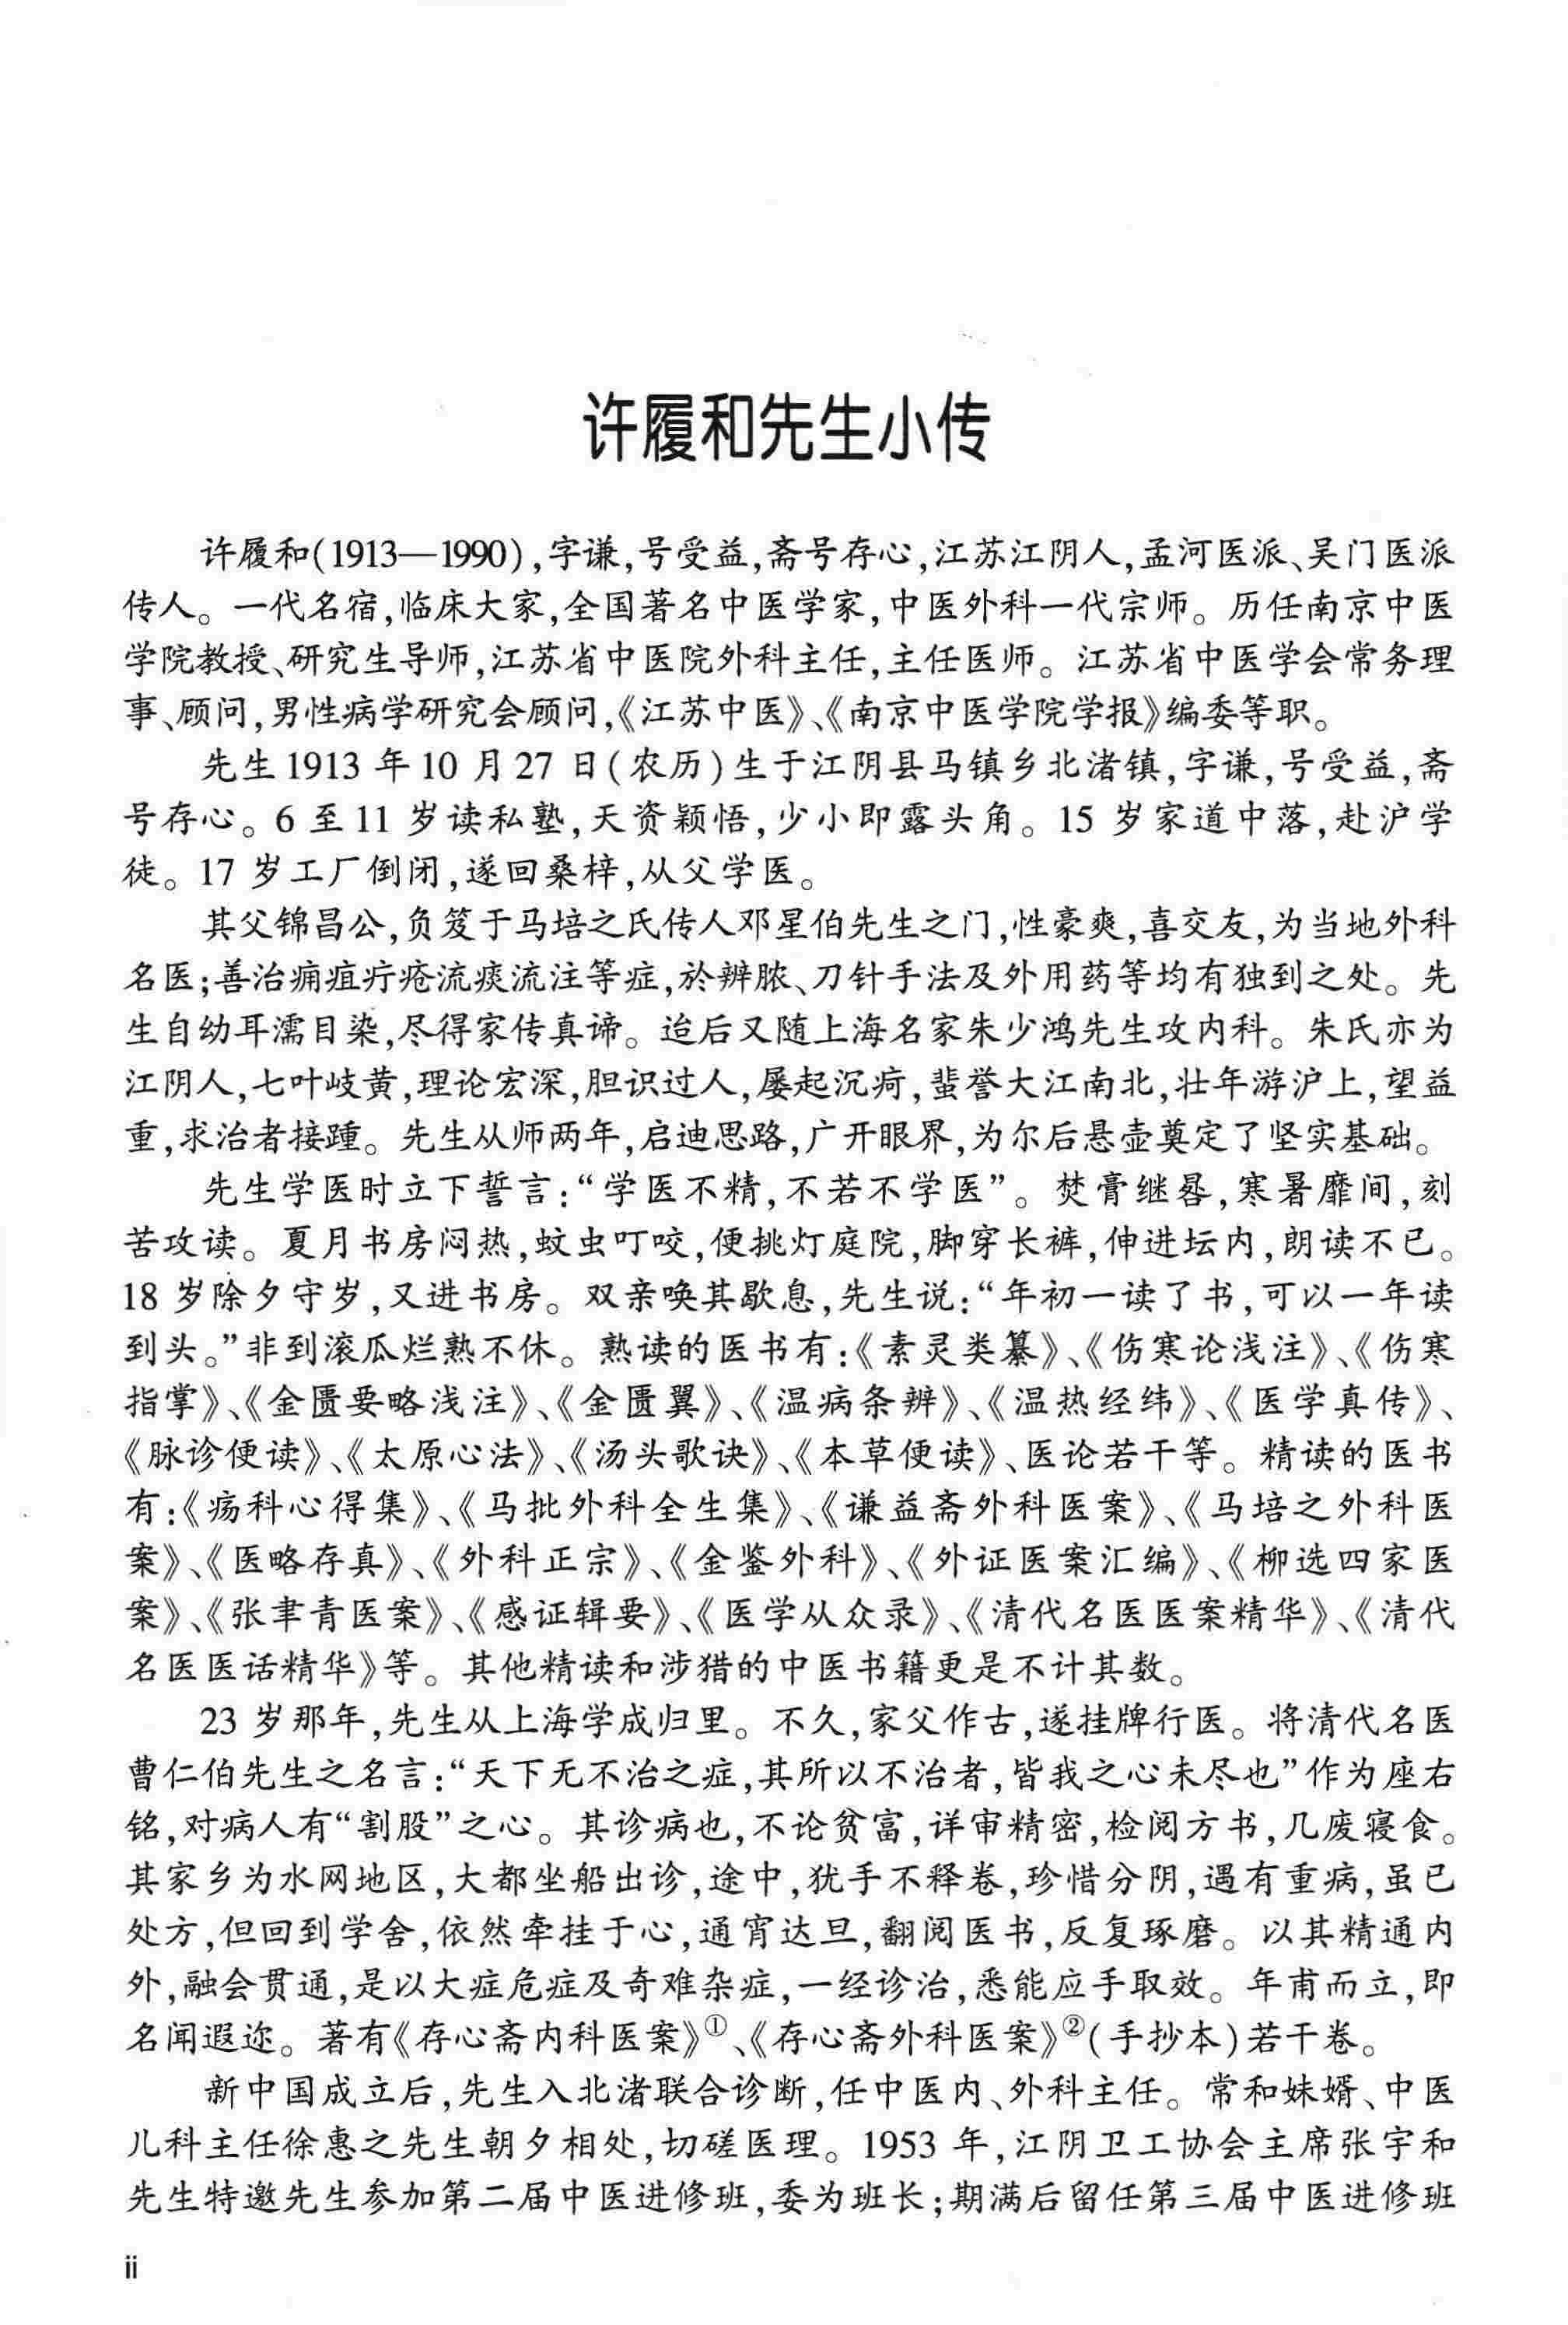 许履和先生小传
许履和(1913—1990),字谦,号受益,斋号存心,江苏江阴人,孟河医派、吴门医派
传人。一代名宿,临床大家,全国著名中医学家,中医外科一代宗师。历任南京中医
学院教授、研究生导师,江苏省中医院外科主任,主任医师。江苏省中医学会常务理
事、顾问,男性病学研究会顾问,《江苏中医》、《南京中医学院学报》编委等职。
先生1913年10月27日(农历)生于江阴县马镇乡北渚镇,字谦,号受益,斋
号存心。6至11岁读私塾,天资颖悟,少小即露头角。15岁家道中落,赴沪学
徒。17岁工厂倒闭,遂回桑梓,从父学医。
其父锦昌公,负笈于马培之氏传人邓星伯先生之门,性豪爽,喜交友,为当地外科
名医;善治痈疽疔疮流痰流注等症,於辨脓、刀针手法及外用药等均有独到之处。先
生自幼耳濡目染,尽得家传真谛。迨后又随上海名家朱少鸿先生攻内科。朱氏亦为
江阴人,七叶岐黄,理论宏深,胆识过人,屡起沉疴,蜚誉大江南北,壮年游沪上,望益
重,求治者接踵。先生从师两年,启迪思路,广开眼界,为尔后悬壶奠定了坚实基础。
先生学医时立下誓言:“学医不精,不若不学医”。焚膏继晷,寒暑靡间,刻
苦攻读。夏月书房闷热,蚊虫叮咬,便挑灯庭院,脚穿长裤,伸进坛内,朗读不已。
18岁除夕守岁,又进书房。双亲唤其歇息,先生说:“年初一读了书,可以一年读
到头。”非到滚瓜烂熟不休。熟读的医书有:《素灵类纂》、《伤寒论浅注》、《伤寒
指掌》、《金匮要略浅注》、《金匮翼》、《温病条辨》、《温热经纬》、《医学真传》、
《脉诊便读》、《太原心法》、《汤头歌诀》、《本草便读》、医论若干等。精读的医书
有:《疡科心得集》、《马批外科全生集》、《谦益斋外科医案》、《马培之外科医
案》、《医略存真》、《外科正宗》、《金鉴外科》、《外证医案汇编》、《柳选四家医
案》、《张聿青医案》、《感证辑要》、《医学从众录》、《清代名医医案精华》、《清代
名医医话精华》等。其他精读和涉猎的中医书籍更是不计其数。
23岁那年,先生从上海学成归里。不久,家父作古,遂挂牌行医。将清代名医
曹仁伯先生之名言:“天下无不治之症,其所以不治者,皆我之心未尽也”作为座右
铭,对病人有“割股”之心。其诊病也,不论贫富,详审精密,检阅方书,几废寝食。
其家乡为水网地区,大都坐船出诊,途中,犹手不释卷,珍惜分阴,遇有重病,虽已
处方,但回到学舍,依然牵挂于心,通宵达旦,翻阅医书,反复琢磨。以其精通内
外,融会贯通,是以大症危症及奇难杂症,一经诊治,悉能应手取效。年甫而立,即
名闻遐迩。著有《存心斋内科医案》①、《存心斋外科医案》②(手抄本)若干卷。
新中国成立后,先生入北渚联合诊断,任中医内、外科主任。常和妹婿、中医
儿科主任徐惠之先生朝夕相处,切磋医理。1953年,江阴卫工协会主席张宇和
先生特邀先生参加第二届中医进修班,委为班长;期满后留任第三届中医进修班
ii